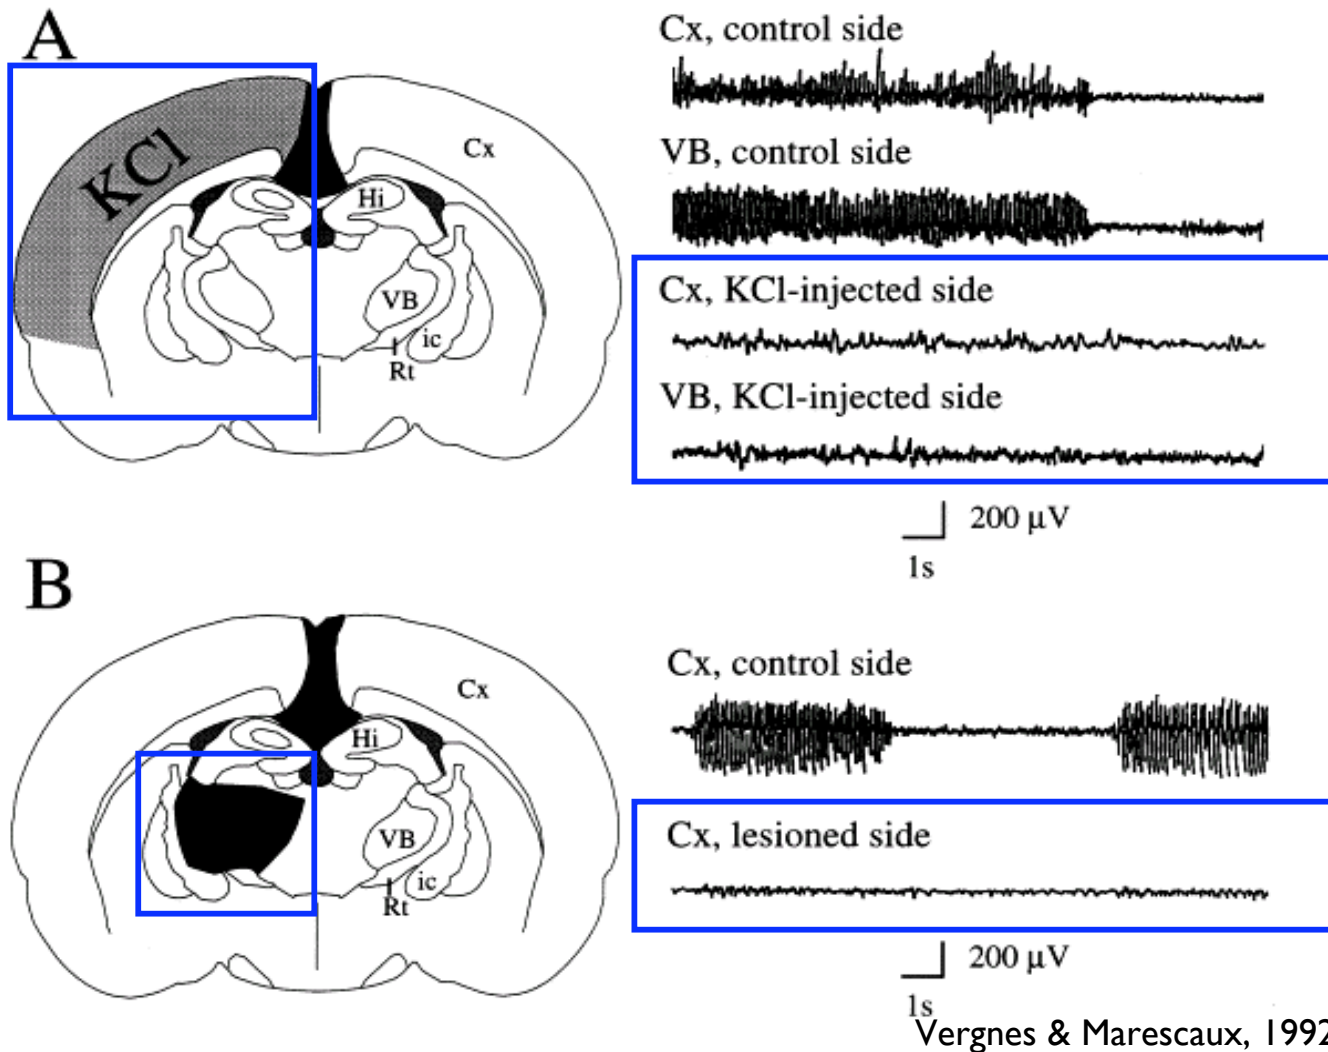 A
KCl
Cx
Hi
VB
ic
Rt
Cx, control side
VB, control side
Cx, KCl-injected side
VB, KCl-injected side
200 μV
1s
B
Cx
Hi
VB
ic
Rt
Cx, control side
Cx, lesioned side
200 μV
1s
Vergnes & Marescaux, 1992